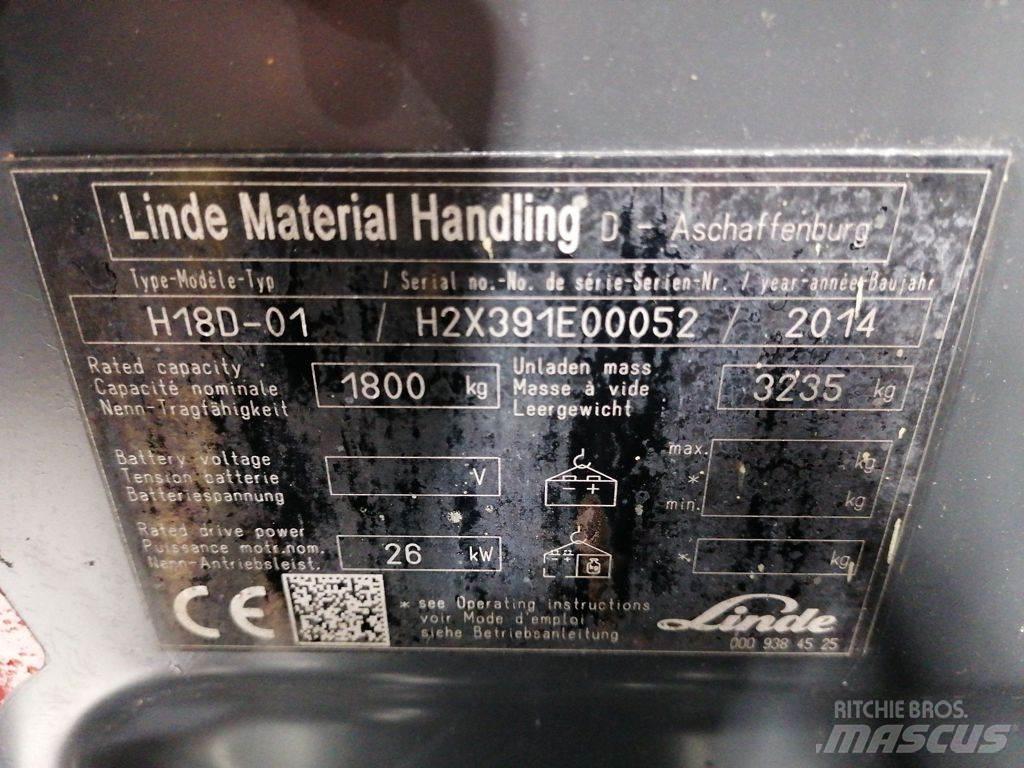 Linde Material Handling D - Aschaffenburg
Type-Modèle-Typ / Serial no.-No. de série-Serien-Nr. / year-année-Baujahr
H18D-01 / H2X391E00052 / 2014
Rated capacity
Capacité nominale
Nenn-Tragfähigkeit
1800 kg
Unladen mass
Masse à vide
Leergewicht
3235 kg
Battery voltage
Tension catterie
Batteriespannung
V
- +
max. kg
*
min. kg
Rated drive power
Puissance motr.nom.
Nenn-Antriebsleist.
26 kW
- + kg
* kg
CE
* see Operating instructions
voir Mode d'emploi
siehe Betriebsanleitung
Linde
000 938 45 25
RITCHIE BROS.
MASCUS